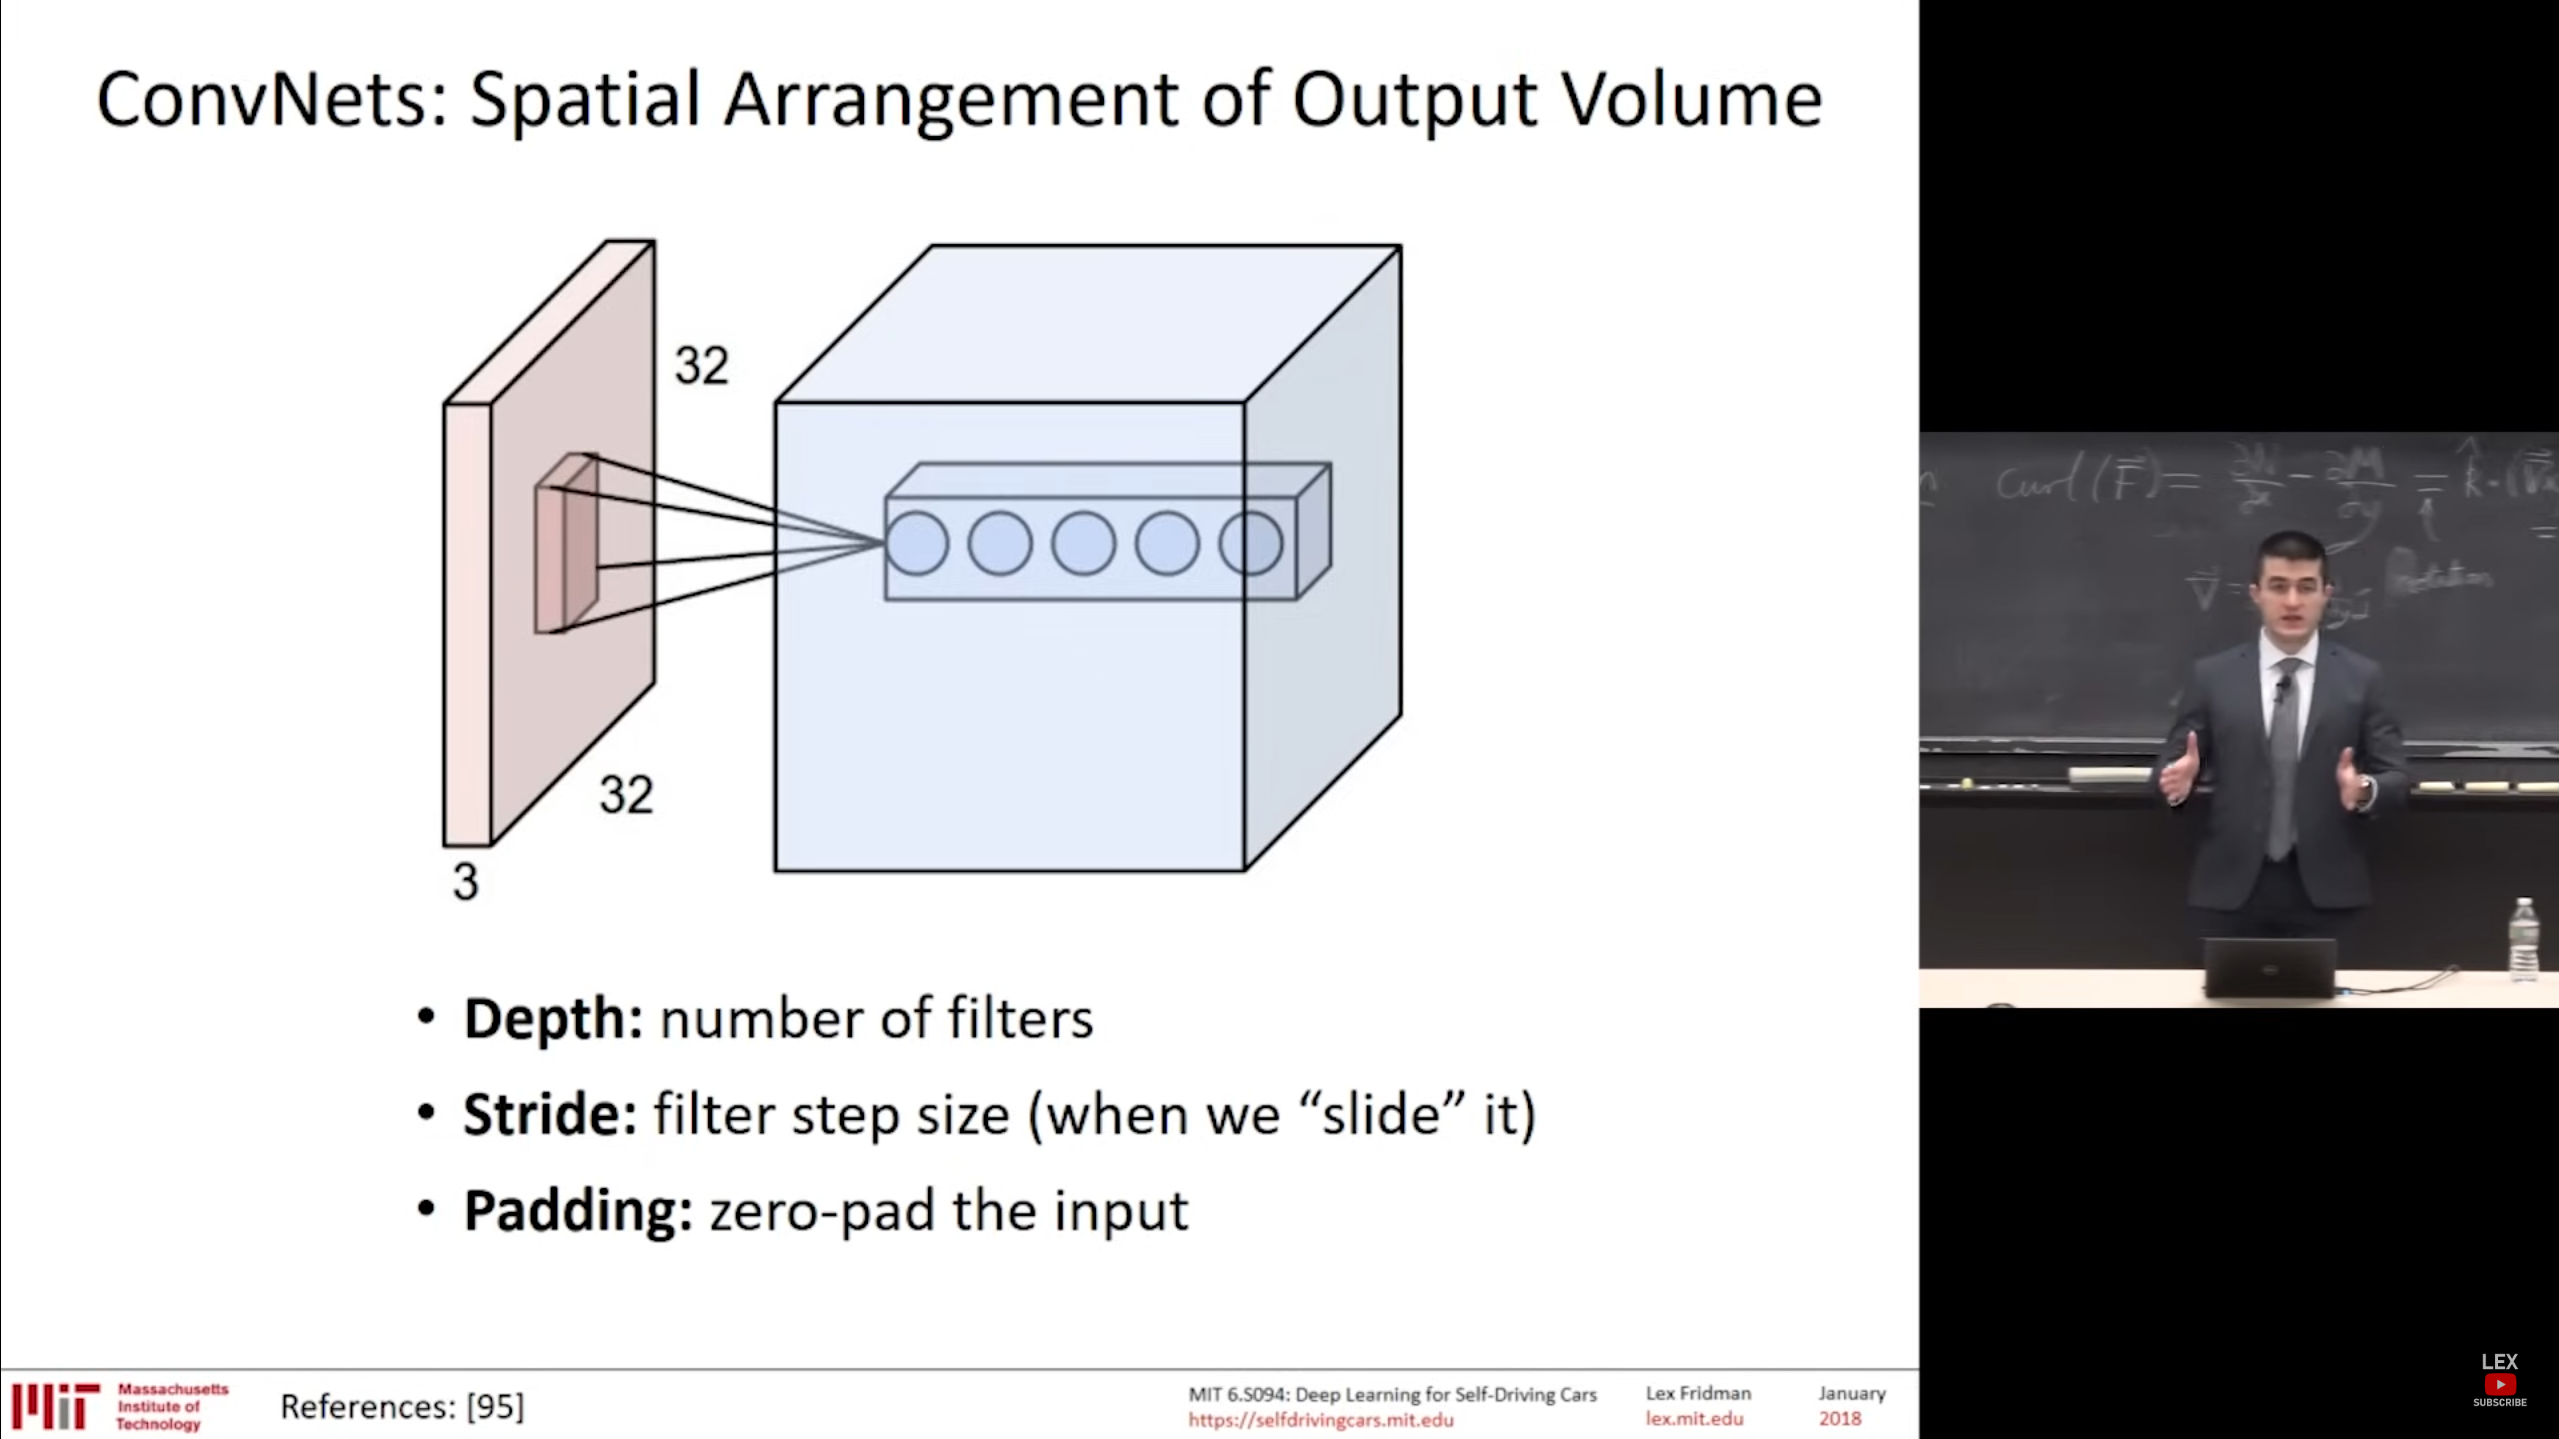 ConvNets: Spatial Arrangement of Output Volume
32
32
3
• Depth: number of filters
• Stride: filter step size (when we “slide” it)
• Padding: zero-pad the input
MIT
Massachusetts
Institute of
Technology
References: [95]
MIT 6.S094: Deep Learning for Self-Driving Cars
https://selfdrivingcars.mit.edu
Lex Fridman
lex.mit.edu
January
2018
curl (F⃗) =
LEX
SUBSCRIBE